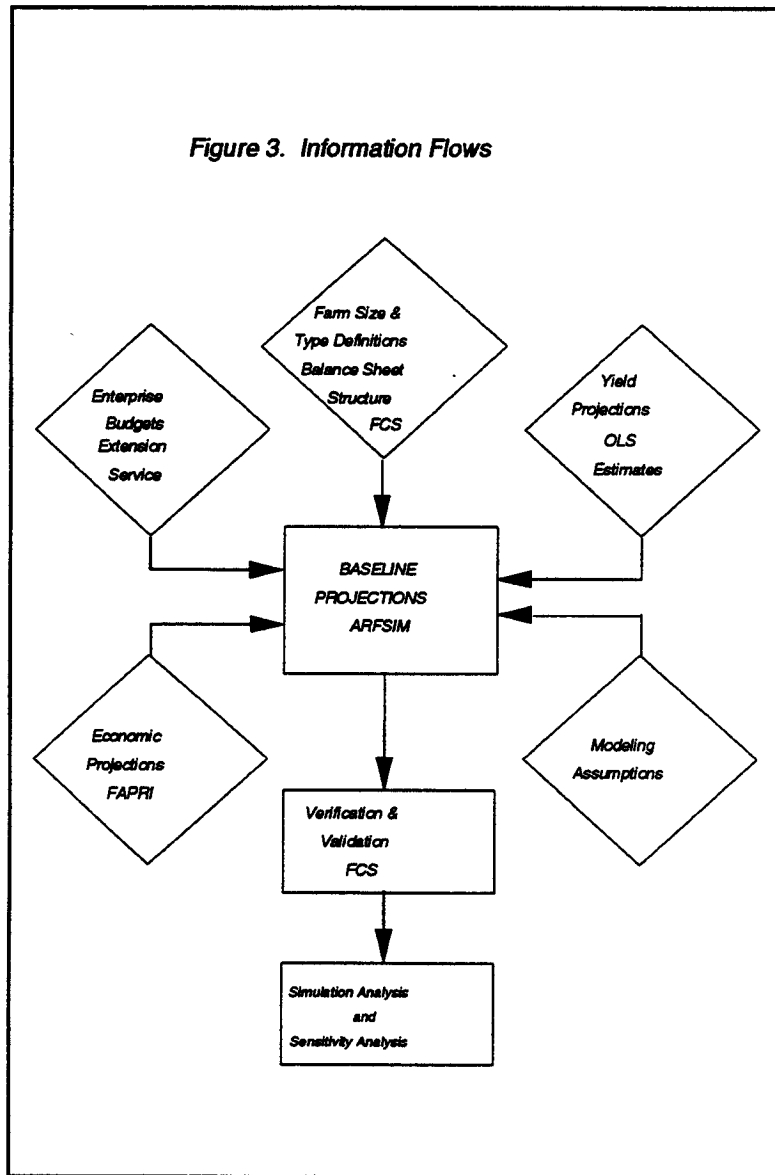 Figure 3. Information Flows
Farm Size &
Type Definitions
Balance Sheet
Structure
FCS
Enterprise
Budgets
Extension
Service
Yield
Projections
OLS
Estimates
BASELINE
PROJECTIONS
ARFSIM
Economic
Projections
FAPRI
Modeling
Assumptions
Verification &
Validation
FCS
Simulation Analysis
and
Sensitivity Analysis